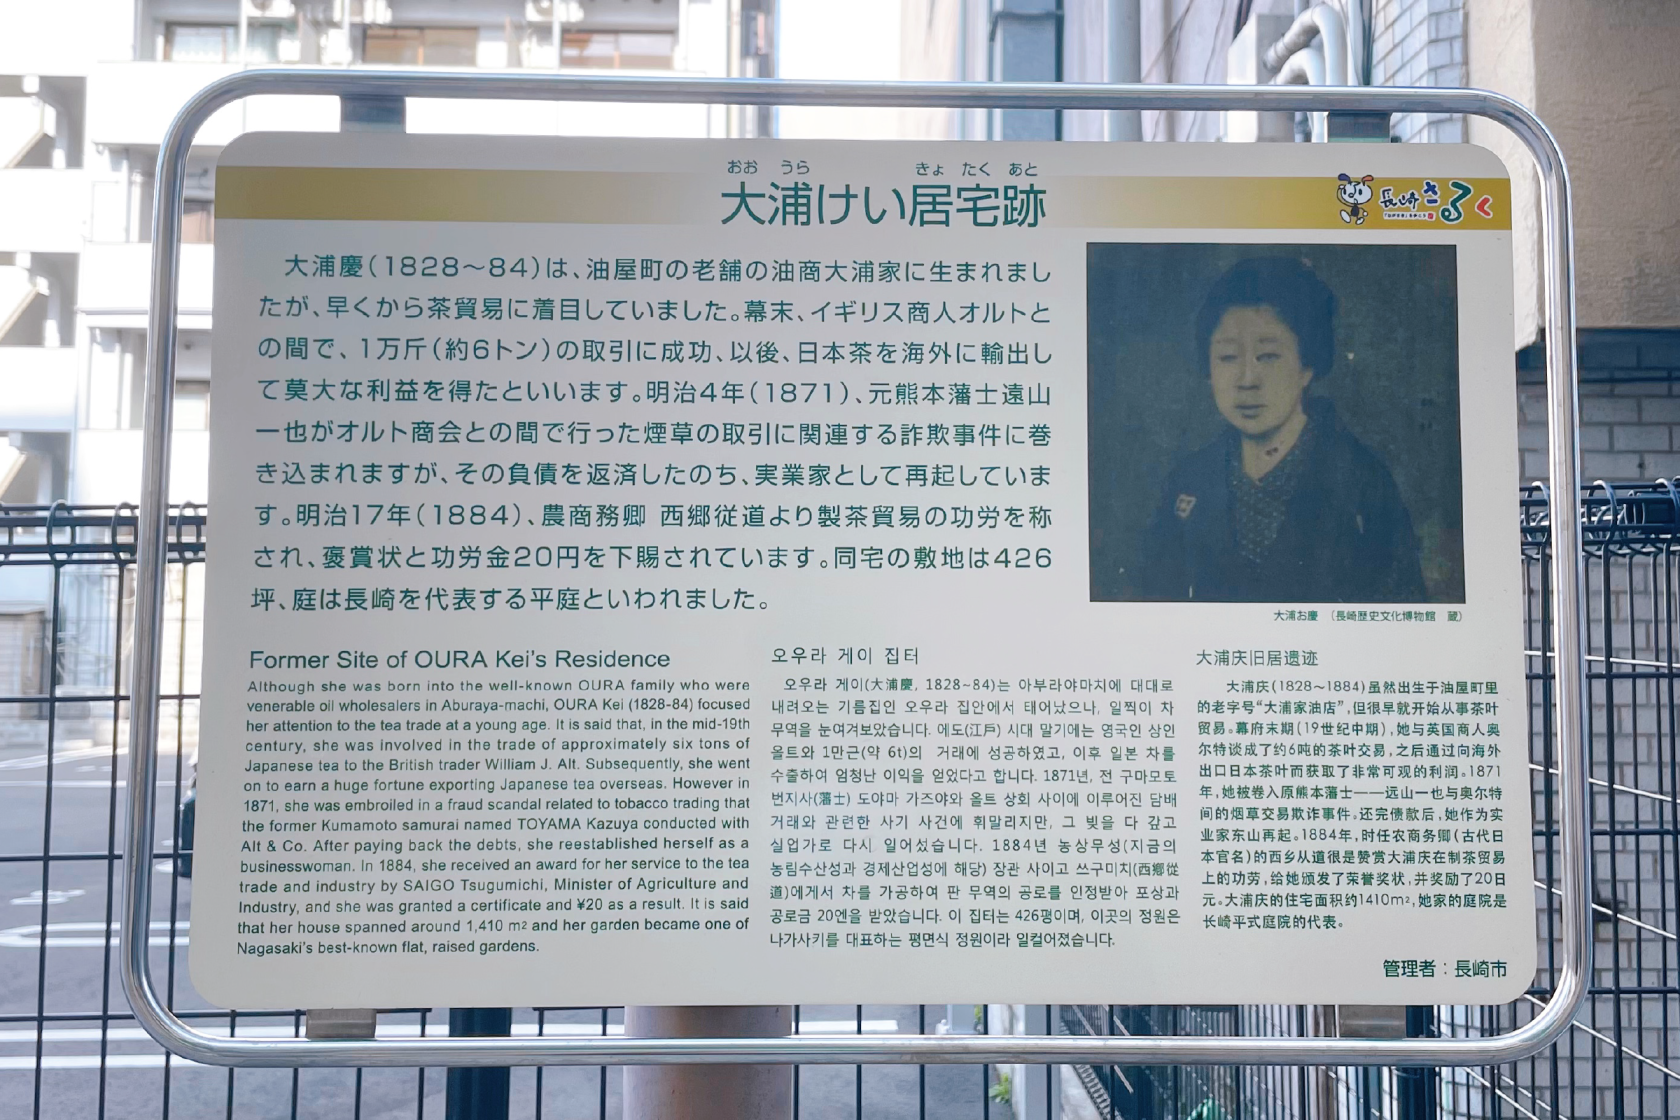 おお うら きょ たく あと
大浦けい居宅跡
長崎さるく
大浦慶（1828～84）は、油屋町の老舗の油商大浦家に生まれまし
たが、早くから茶貿易に着目していました。幕末、イギリス商人オルトと
の間で、1万斤（約6トン）の取引に成功、以後、日本茶を海外に輸出し
て莫大な利益を得たといいます。明治4年（1871）、元熊本藩士遠山
一也がオルト商会との間で行った煙草の取引に関連する詐欺事件に巻
き込まれますが、その負債を返済したのち、実業家として再起していま
す。明治17年（1884）、農商務卿 西郷従道より製茶貿易の功労を称
され、褒賞状と功労金20円を下賜されています。同宅の敷地は426
坪、庭は長崎を代表する平庭といわれました。
大浦お慶 （長崎歴史文化博物館 蔵）
Former Site of OURA Kei's Residence
Although she was born into the well-known OURA family who were
venerable oil wholesalers in Aburaya-machi, OURA Kei (1828-84) focused
her attention to the tea trade at a young age. It is said that, in the mid-19th
century, she was involved in the trade of approximately six tons of
Japanese tea to the British trader William J. Alt. Subsequently, she went
on to earn a huge fortune exporting Japanese tea overseas. However in
1871, she was embroiled in a fraud scandal related to tobacco trading that
the former Kumamoto samurai named TOYAMA Kazuya conducted with
Alt & Co. After paying back the debts, she reestablished herself as a
businesswoman. In 1884, she received an award for her service to the tea
trade and industry by SAIGO Tsugumichi, Minister of Agriculture and
Industry, and she was granted a certificate and ¥20 as a result. It is said
that her house spanned around 1,410 m² and her garden became one of
Nagasaki's best-known flat, raised gardens.
오우라 게이 집터
오우라 게이(大浦慶, 1828~84)는 아부라야마치에 대대로
내려오는 기름집인 오우라 집안에서 태어났으나, 일찍이 차
무역을 눈여겨보았습니다. 에도(江戶) 시대 말기에는 영국인 상인
올트와 1만근(약 6t)의 거래에 성공하였고, 이후 일본 차를
수출하여 엄청난 이익을 얻었다고 합니다. 1871년, 전 구마모토
번지사(藩士) 도야마 가즈야와 올트 상회 사이에 이루어진 담배
거래와 관련한 사기 사건에 휘말리지만, 그 빚을 다 갚고
실업가로 다시 일어섰습니다. 1884년 농상무성(지금의
농림수산성과 경제산업성에 해당) 장관 사이고 쓰구미치(西鄕從
道)에게서 차를 가공하여 판 무역의 공로를 인정받아 포상과
공로금 20엔을 받았습니다. 이 집터는 426평이며, 이곳의 정원은
나가사키를 대표하는 평면식 정원이라 일컬어졌습니다.
大浦庆旧居遗迹
大浦庆（1828～1884）虽然出生于油屋町里
的老字号“大浦家油店”，但很早就开始从事茶叶
贸易。幕府末期（19世纪中期），她与英国商人奥
尔特谈成了约6吨的茶叶交易，之后通过向海外
出口日本茶叶而获取了非常可观的利润。1871
年，她被卷入原熊本藩士——远山一也与奥尔特
间的烟草交易欺诈事件。还完债款后，她作为实
业家东山再起。1884年，时任农商务卿（古代日
本官名）的西乡从道很是赞赏大浦庆在制茶贸易
上的功劳，给她颁发了荣誉奖状，并奖励了20日
元。大浦庆的住宅面积约1410m²，她家的庭院是
长崎平式庭院的代表。
管理者：長崎市